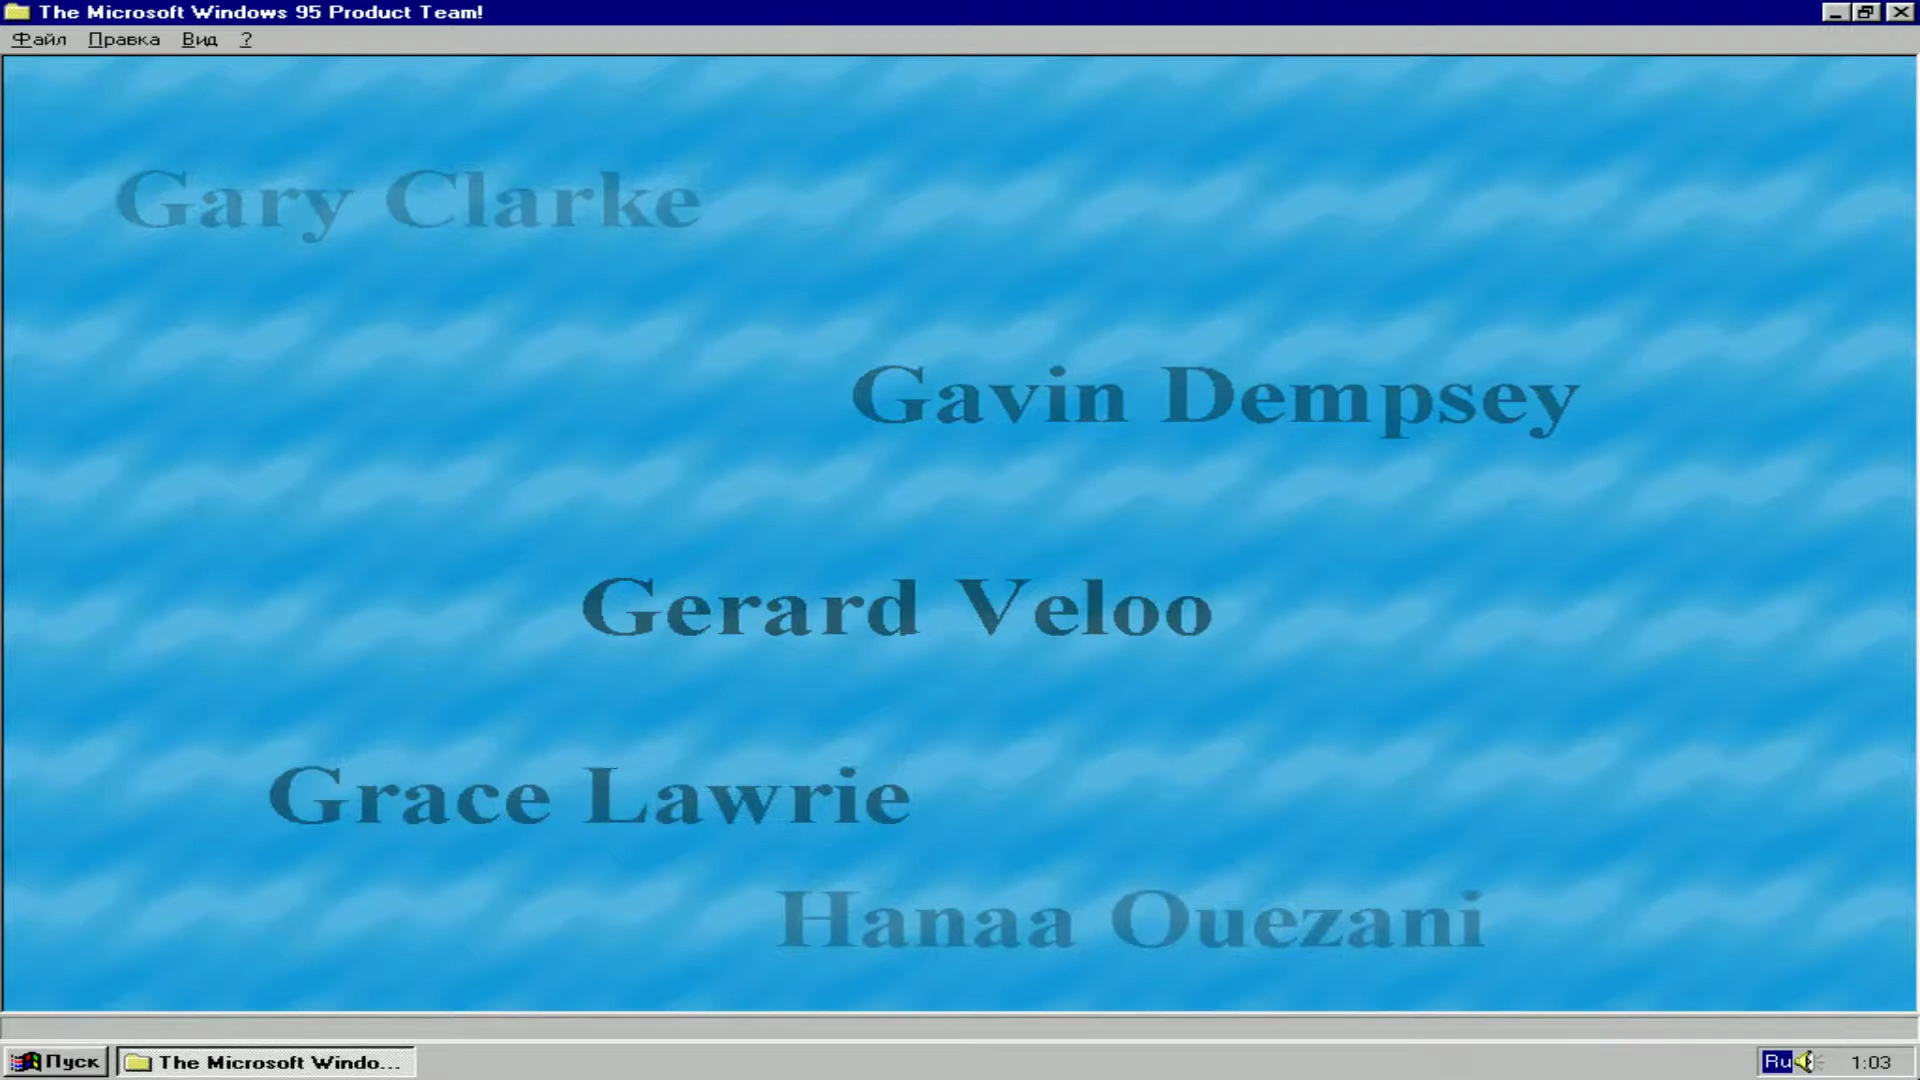 The Microsoft Windows 95 Product Team!
Файл Правка Вид ?
Gary Clarke
Gavin Dempsey
Gerard Veloo
Grace Lawrie
Hanaa Ouezani
Пуск The Microsoft Windo... Ru 1:03